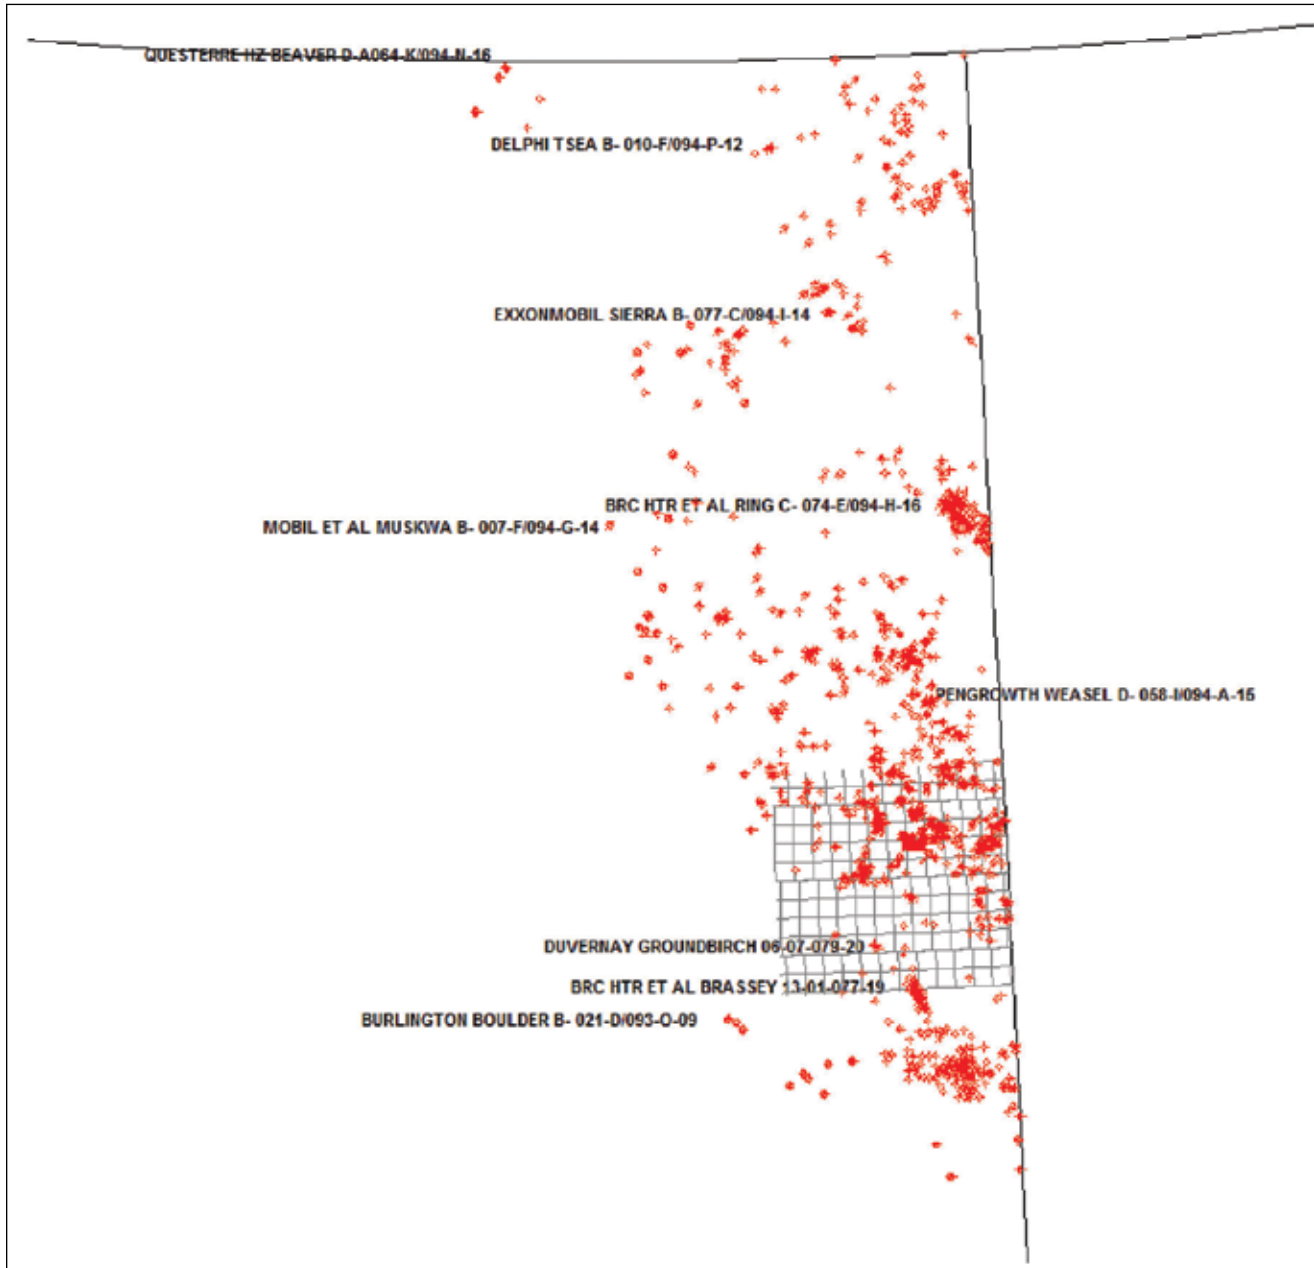 QUESTERRE HZ BEAVER D-A064-K/094-N-16
DELPHI TSEA B- 010-F/094-P-12
EXXONMOBIL SIERRA B- 077-C/094-I-14
BRC HTR ET AL RING C- 074-E/094-H-16
MOBIL ET AL MUSKWA B- 007-F/094-G-14
PENGROWTH WEASEL D- 058-I/094-A-15
DUVERNAY GROUNDBIRCH 06-07-079-20
BRC HTR ET AL BRASSEY 13-01-077-19
BURLINGTON BOULDER B- 021-D/093-O-09